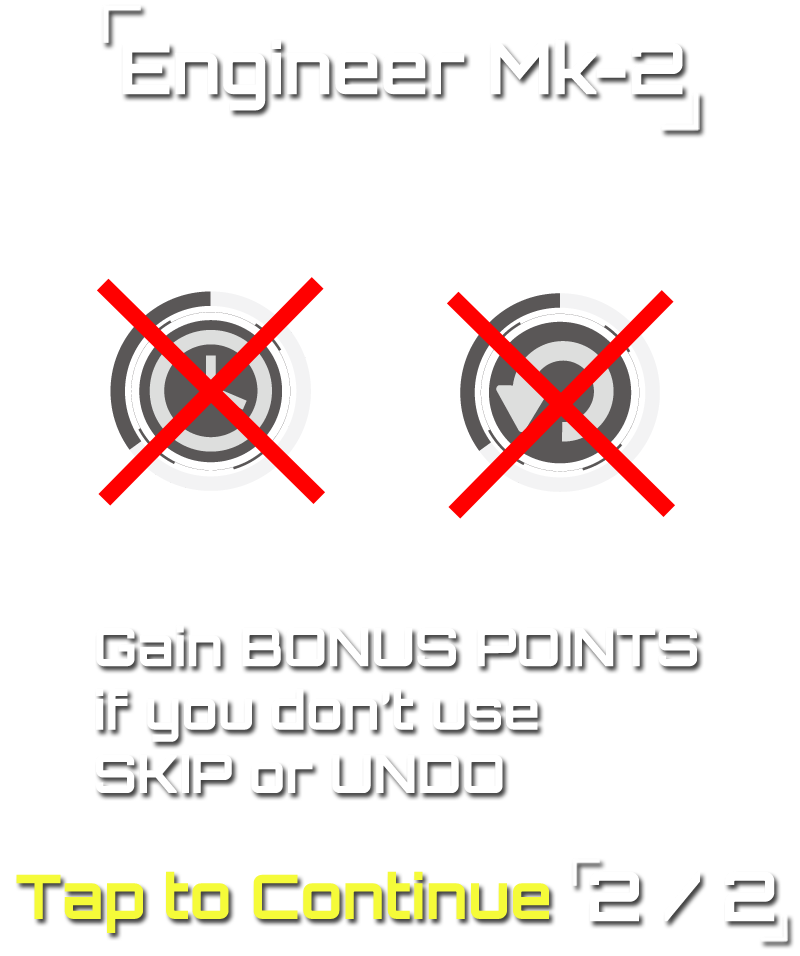 Engineer Mk-2
Gain BONUS POINTS
if you don't use
SKIP or UNDO
Tap to Continue 2 / 2